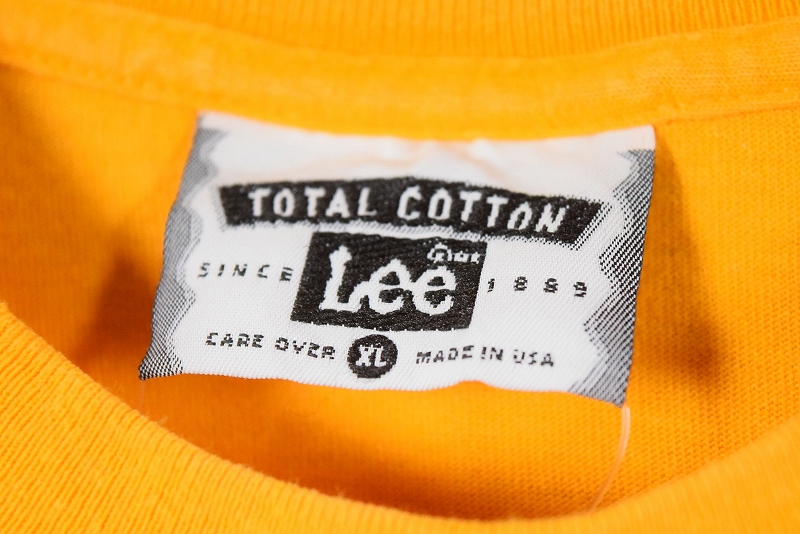 TOTAL COTTON
SINCE Lee 1889
CARE OVER XL MADE IN USA